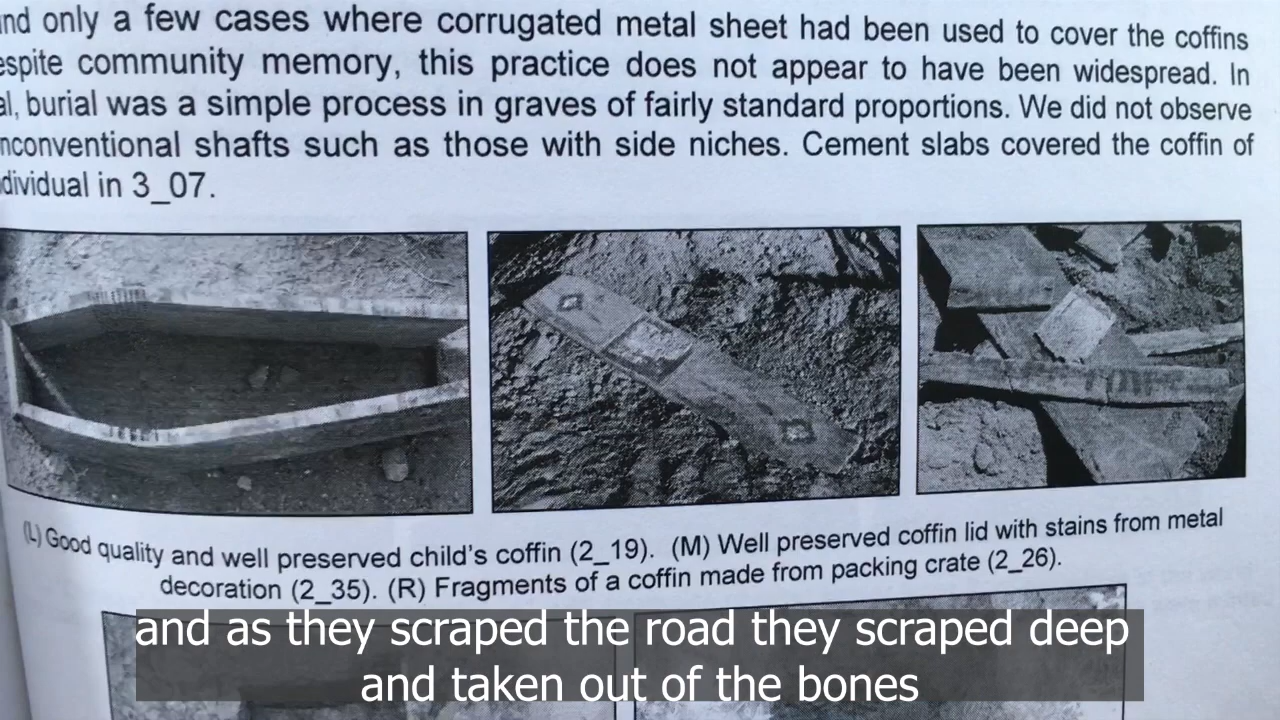 nd only a few cases where corrugated metal sheet had been used to cover the coffins
espite community memory, this practice does not appear to have been widespread. In
al, burial was a simple process in graves of fairly standard proportions. We did not observe
nconventional shafts such as those with side niches. Cement slabs covered the coffin of
dividual in 3_07.
(L) Good quality and well preserved child's coffin (2_19). (M) Well preserved coffin lid with stains from metal
decoration (2_35). (R) Fragments of a coffin made from packing crate (2_26).
and as they scraped the road they scraped deep
and taken out of the bones